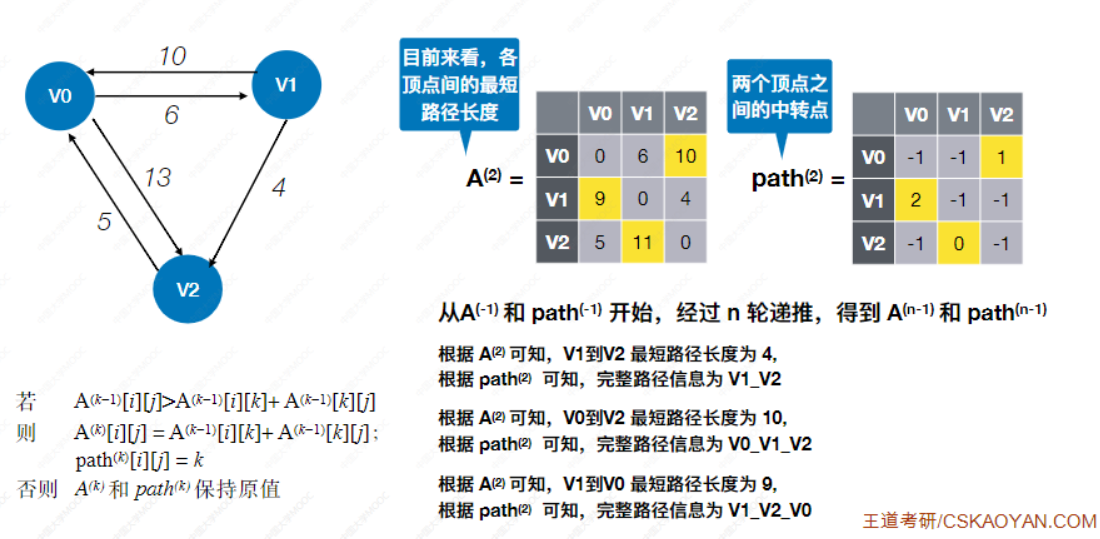 10
V0
V1
6
13
4
5
V2
目前来看，各
顶点间的最短
路径长度
A(2) =
V0 V1 V2
V0 0 6 10
V1 9 0 4
V2 5 11 0
两个顶点之
间的中转点
path(2) =
V0 V1 V2
V0 -1 -1 1
V1 2 -1 -1
V2 -1 0 -1
从A(-1) 和 path(-1) 开始，经过 n 轮递推，得到 A(n-1) 和 path(n-1)
根据 A(2) 可知，V1到V2 最短路径长度为 4,
根据 path(2) 可知，完整路径信息为 V1_V2
根据 A(2) 可知，V0到V2 最短路径长度为 10,
根据 path(2) 可知，完整路径信息为 V0_V1_V2
根据 A(2) 可知，V1到V0 最短路径长度为 9,
根据 path(2) 可知，完整路径信息为 V1_V2_V0
若 A(k−1)[i][j]>A(k−1)[i][k]+ A(k−1)[k][j]
则 A(k)[i][j] = A(k−1)[i][k]+ A(k−1)[k][j] ;
path(k)[i][j] = k
否则 A(k) 和 path(k) 保持原值
王道考研/CSKAOYAN.COM